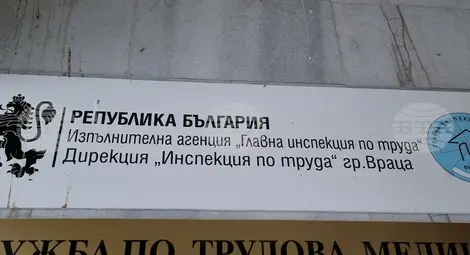 РЕПУБЛИКА БЪЛГАРИЯ
Изпълнителна агенция „Главна инспекция по труда“
Дирекция „Инспекция по труда“ гр.Враца
ПО ТРУДОВА